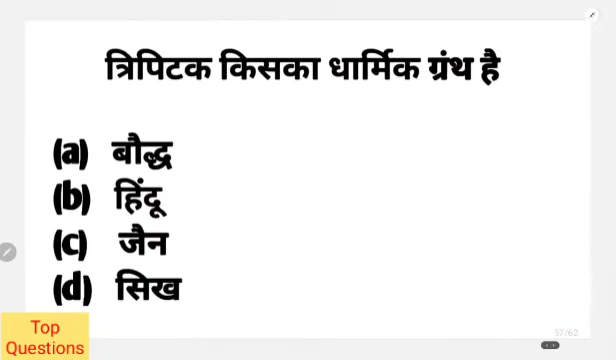 त्रिपिटक किसका धार्मिक ग्रंथ है
(a) बौद्ध
(b) हिंदू
(c) जैन
(d) सिख
Top
Questions
57/62